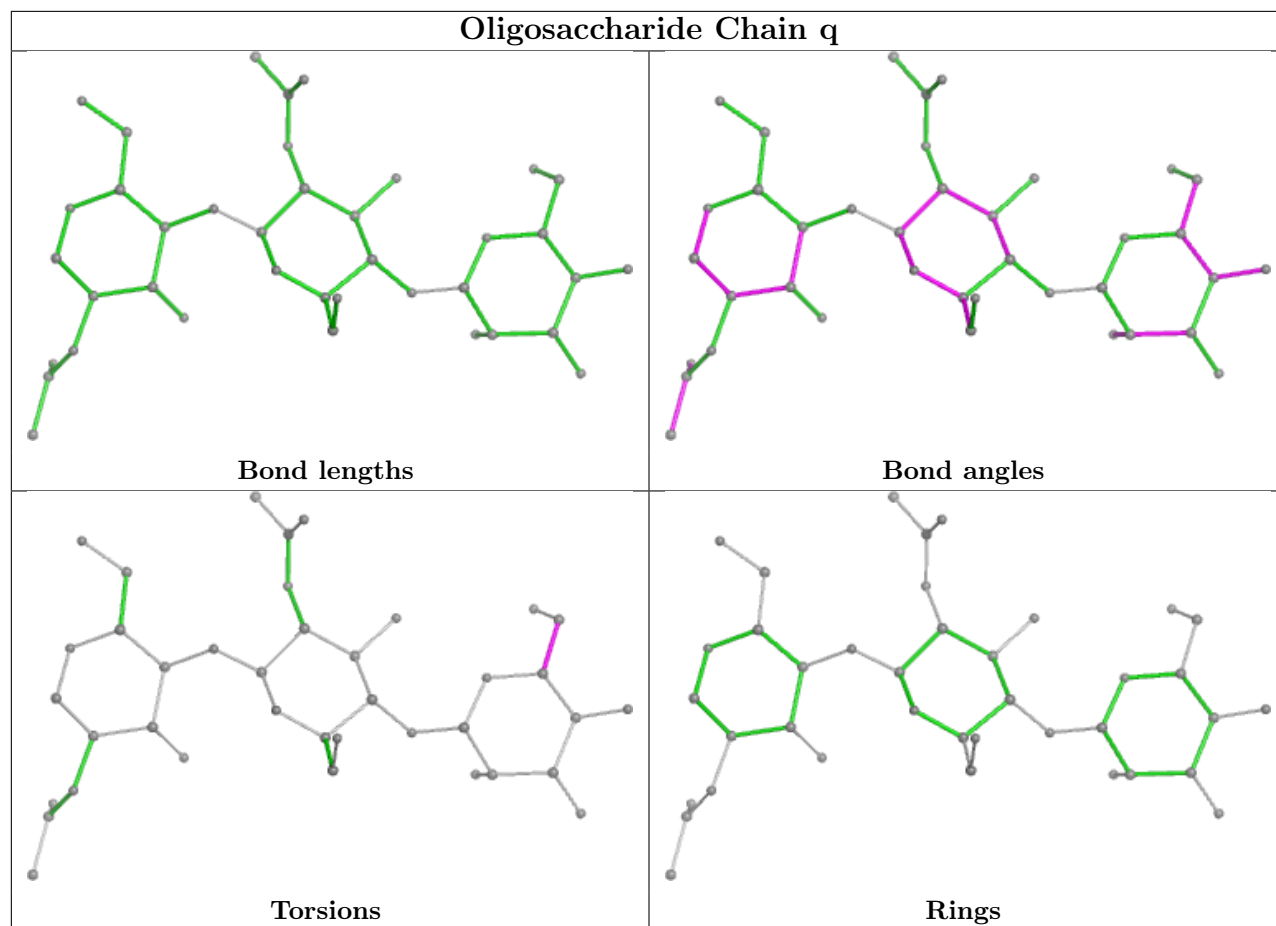 Oligosaccharide Chain q
Bond lengths
Bond angles
Torsions
Rings